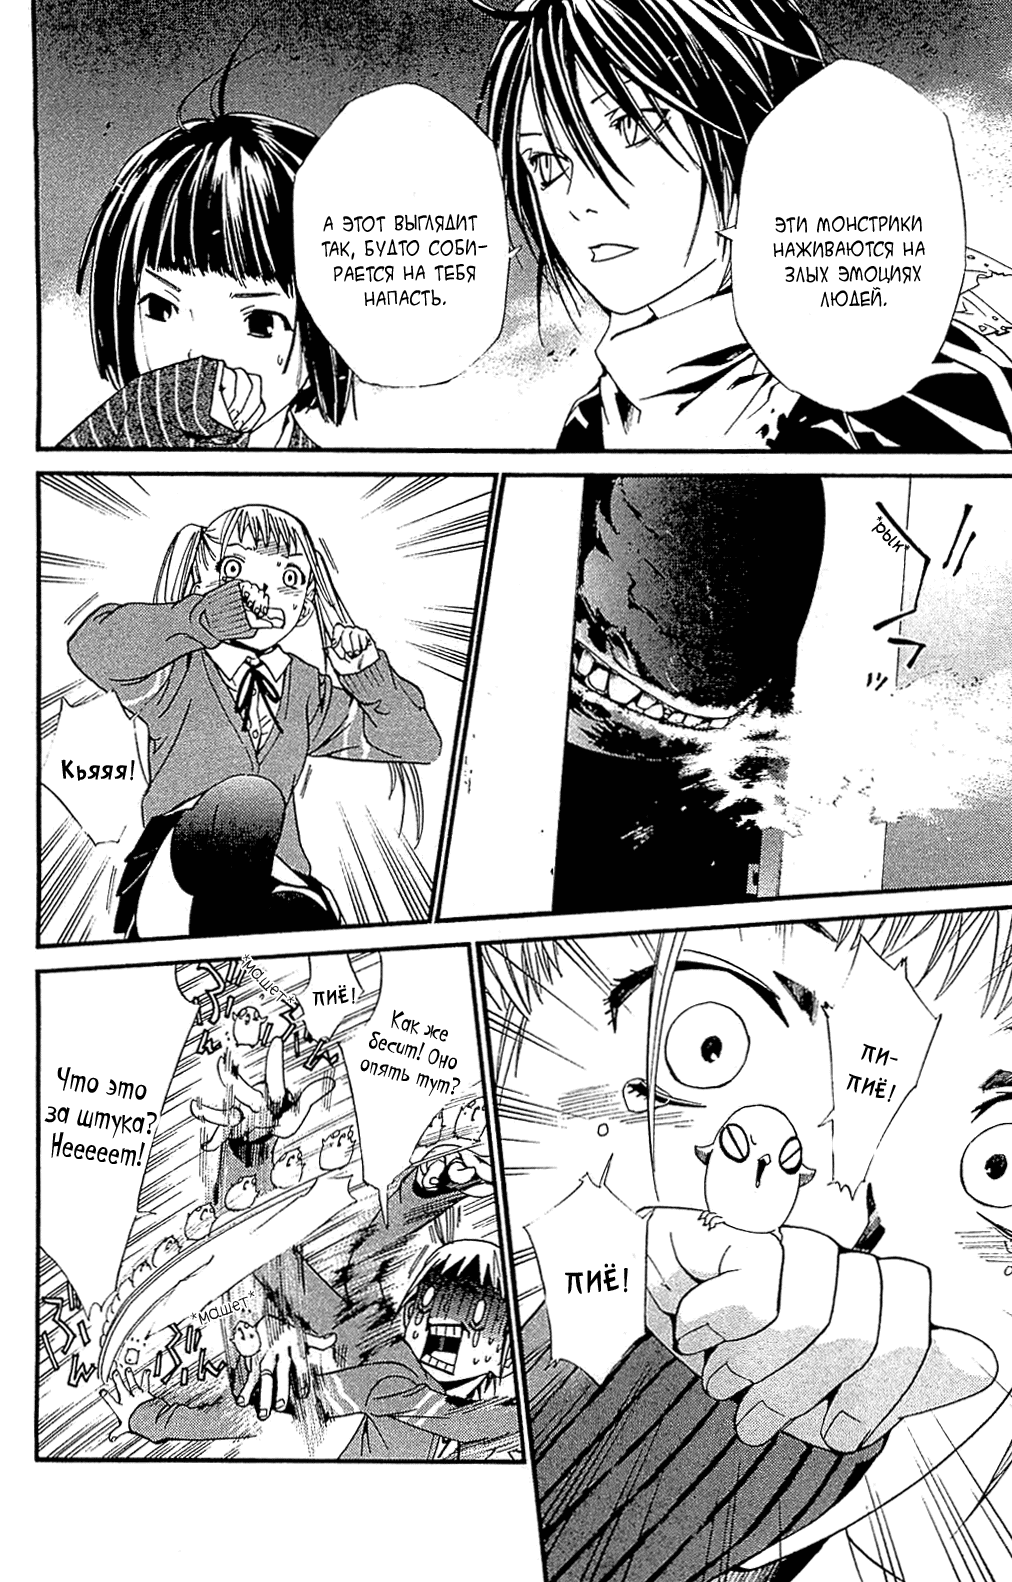 ЭТИ МОНСТРИКИ
НАЖИВАЮТСЯ НА
ЗЛЫХ ЭМОЦИЯХ
ЛЮДЕЙ.
А ЭТОТ ВЫГЛЯДИТ
ТАК, БУДТО СОБИ-
РАЕТСЯ НА ТЕБЯ
НАПАСТЬ.
*рык*
Кьяяя!
ПИ-
ПИЁ!
ПИЁ!
ПИЁ!
*машет*
Как же
бесит! Оно
опять тут?
Что это
за штука?
Нееееет!
*машет*